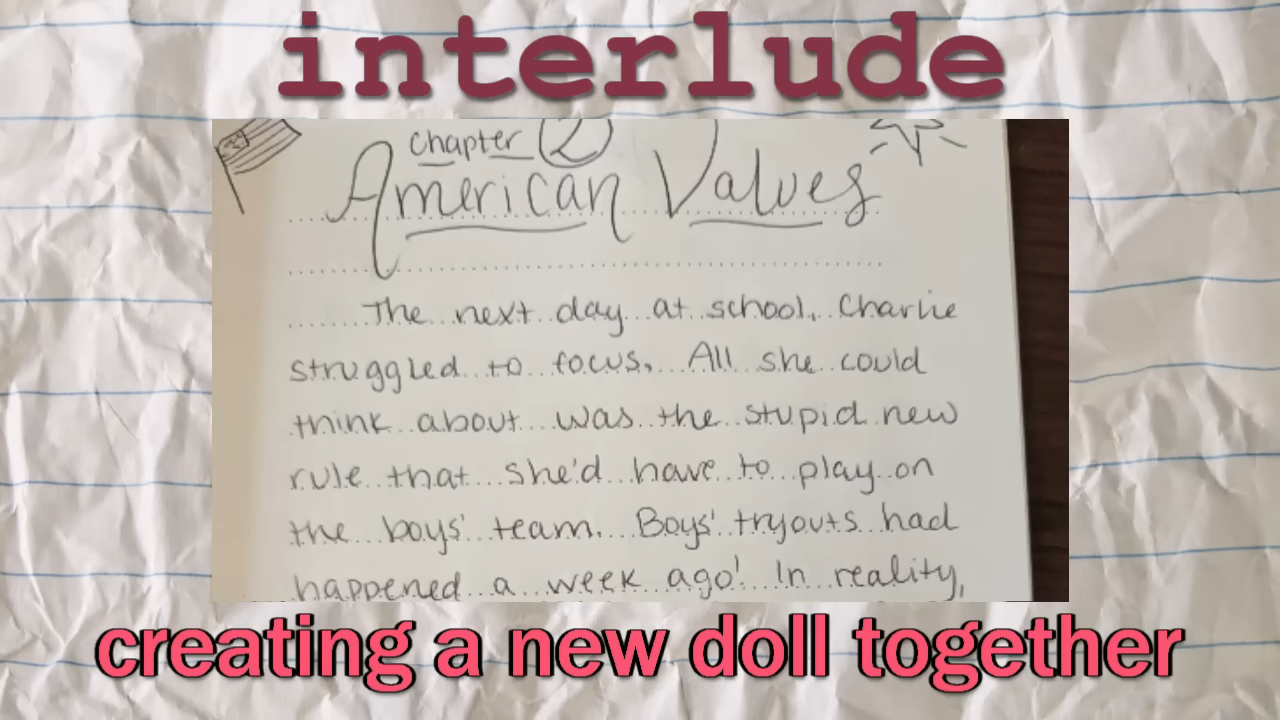 interlude
Chapter 2
American Values
The next day at school, Charlie
struggled to focus. All she could
think about was the stupid new
rule that she'd have to play on
the boys' team. Boys' tryouts had
happened a week ago! In reality,
creating a new doll together